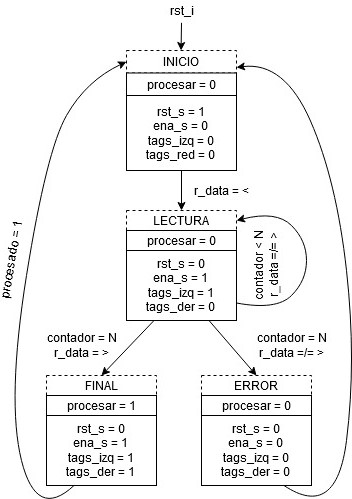 rst_i
INICIO
procesar = 0
rst_s = 1
ena_s = 0
tags_izq = 0
tags_red = 0
r_data = <
LECTURA
procesar = 0
rst_s = 0
ena_s = 1
tags_izq = 1
tags_der = 0
contador < N
r_data =/= >
procesado = 1
contador = N
r_data = >
contador = N
r_data =/= >
FINAL
procesar = 1
rst_s = 0
ena_s = 1
tags_izq = 1
tags_der = 1
ERROR
procesar = 0
rst_s = 0
ena_s = 0
tags_izq = 0
tags_der = 0